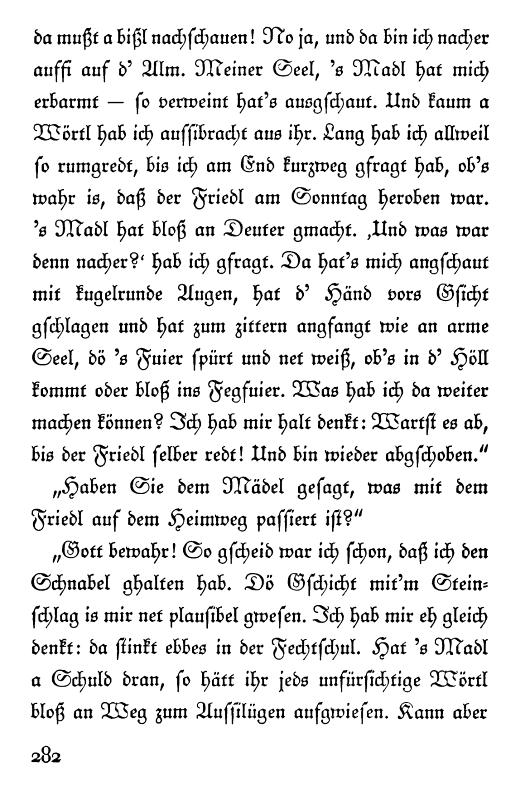 da mußt a bißl nachschauen! No ja, und da bin ich nacher
auffi auf d' Alm. Meiner Seel, 's Madl hat mich
erbarmt — so verweint hat's ausgschaut. Und kaum a
Wörtl hab ich aussibracht aus ihr. Lang hab ich allweil
so rumgredt, bis ich am End kurzweg gfragt hab, ob's
wahr is, daß der Friedl am Sonntag heroben war.
's Madl hat bloß an Deuter gmacht. ‚Und was war
denn nacher?‘ hab ich gfragt. Da hat's mich angschaut
mit kugelrunde Augen, hat d' Händ vors Gsicht
gschlagen und hat zum zittern angfangt wie an arme
Seel, dö 's Fuier spürt und net weiß, ob's in d' Höll
kommt oder bloß ins Fegfuier. Was hab ich da weiter
machen können? Ich hab mir halt denkt: Wartst es ab,
bis der Friedl selber redt! Und bin wieder abgschoben.“
„Haben Sie dem Mädel gesagt, was mit dem
Friedl auf dem Heimweg passiert ist?“
„Gott bewahr! So gscheid war ich schon, daß ich den
Schnabel ghalten hab. Dö Gschicht mit'm Stein-
schlag is mir net plausibel gwesen. Ich hab mir eh gleich
denkt: da stinkt ebbes in der Fechtschul. Hat 's Madl
a Schuld dran, so hätt ihr jeds unfürsichtige Wörtl
bloß an Weg zum Aussilügen aufgwiesen. Kann aber
282